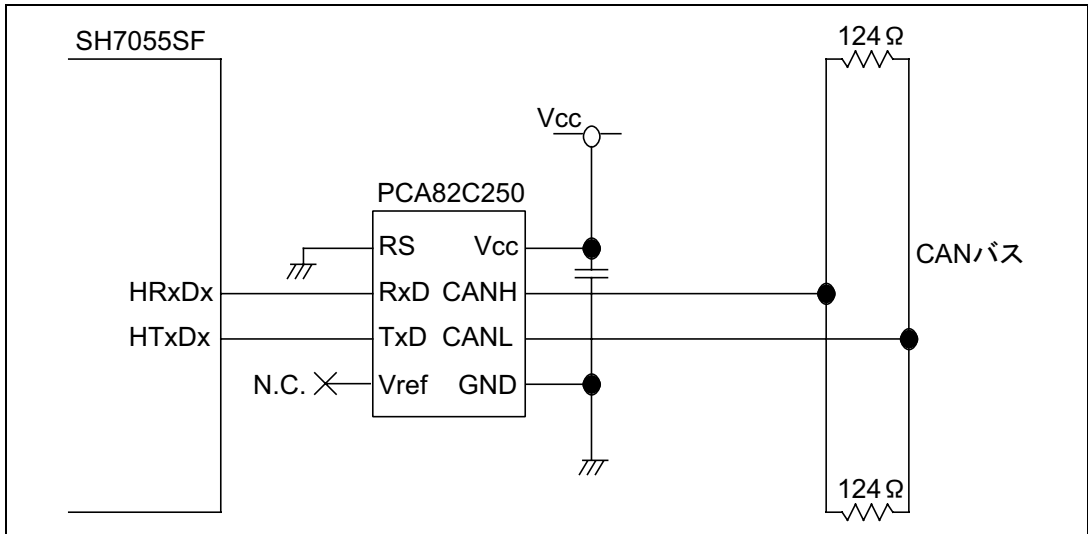 SH7055SF
124Ω
Vcc
PCA82C250
RS Vcc
CANバス
HRxDx RxD CANH
HTxDx TxD CANL
N.C. Vref GND
124Ω